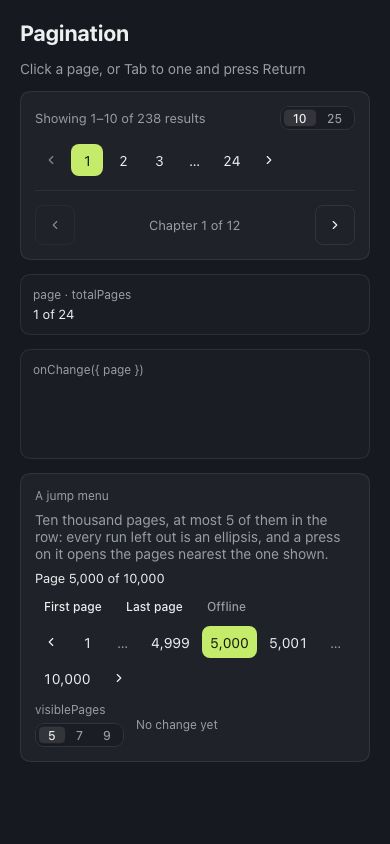 Pagination
Click a page, or Tab to one and press Return
Showing 1–10 of 238 results 10 25
1 2 3 … 24
Chapter 1 of 12
page · totalPages
1 of 24
onChange({ page })
A jump menu
Ten thousand pages, at most 5 of them in the
row: every run left out is an ellipsis, and a press
on it opens the pages nearest the one shown.
Page 5,000 of 10,000
First page Last page Offline
1 … 4,999 5,000 5,001 …
10,000
visiblePages
5 7 9 No change yet